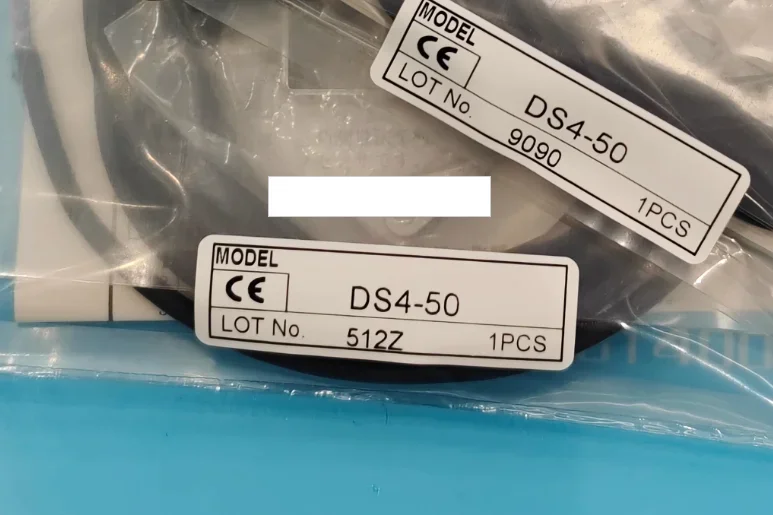 MODEL
CE
DS4-50
LOT No.
9090
1PCS
MODEL
CE
DS4-50
LOT No.
512Z
1PCS